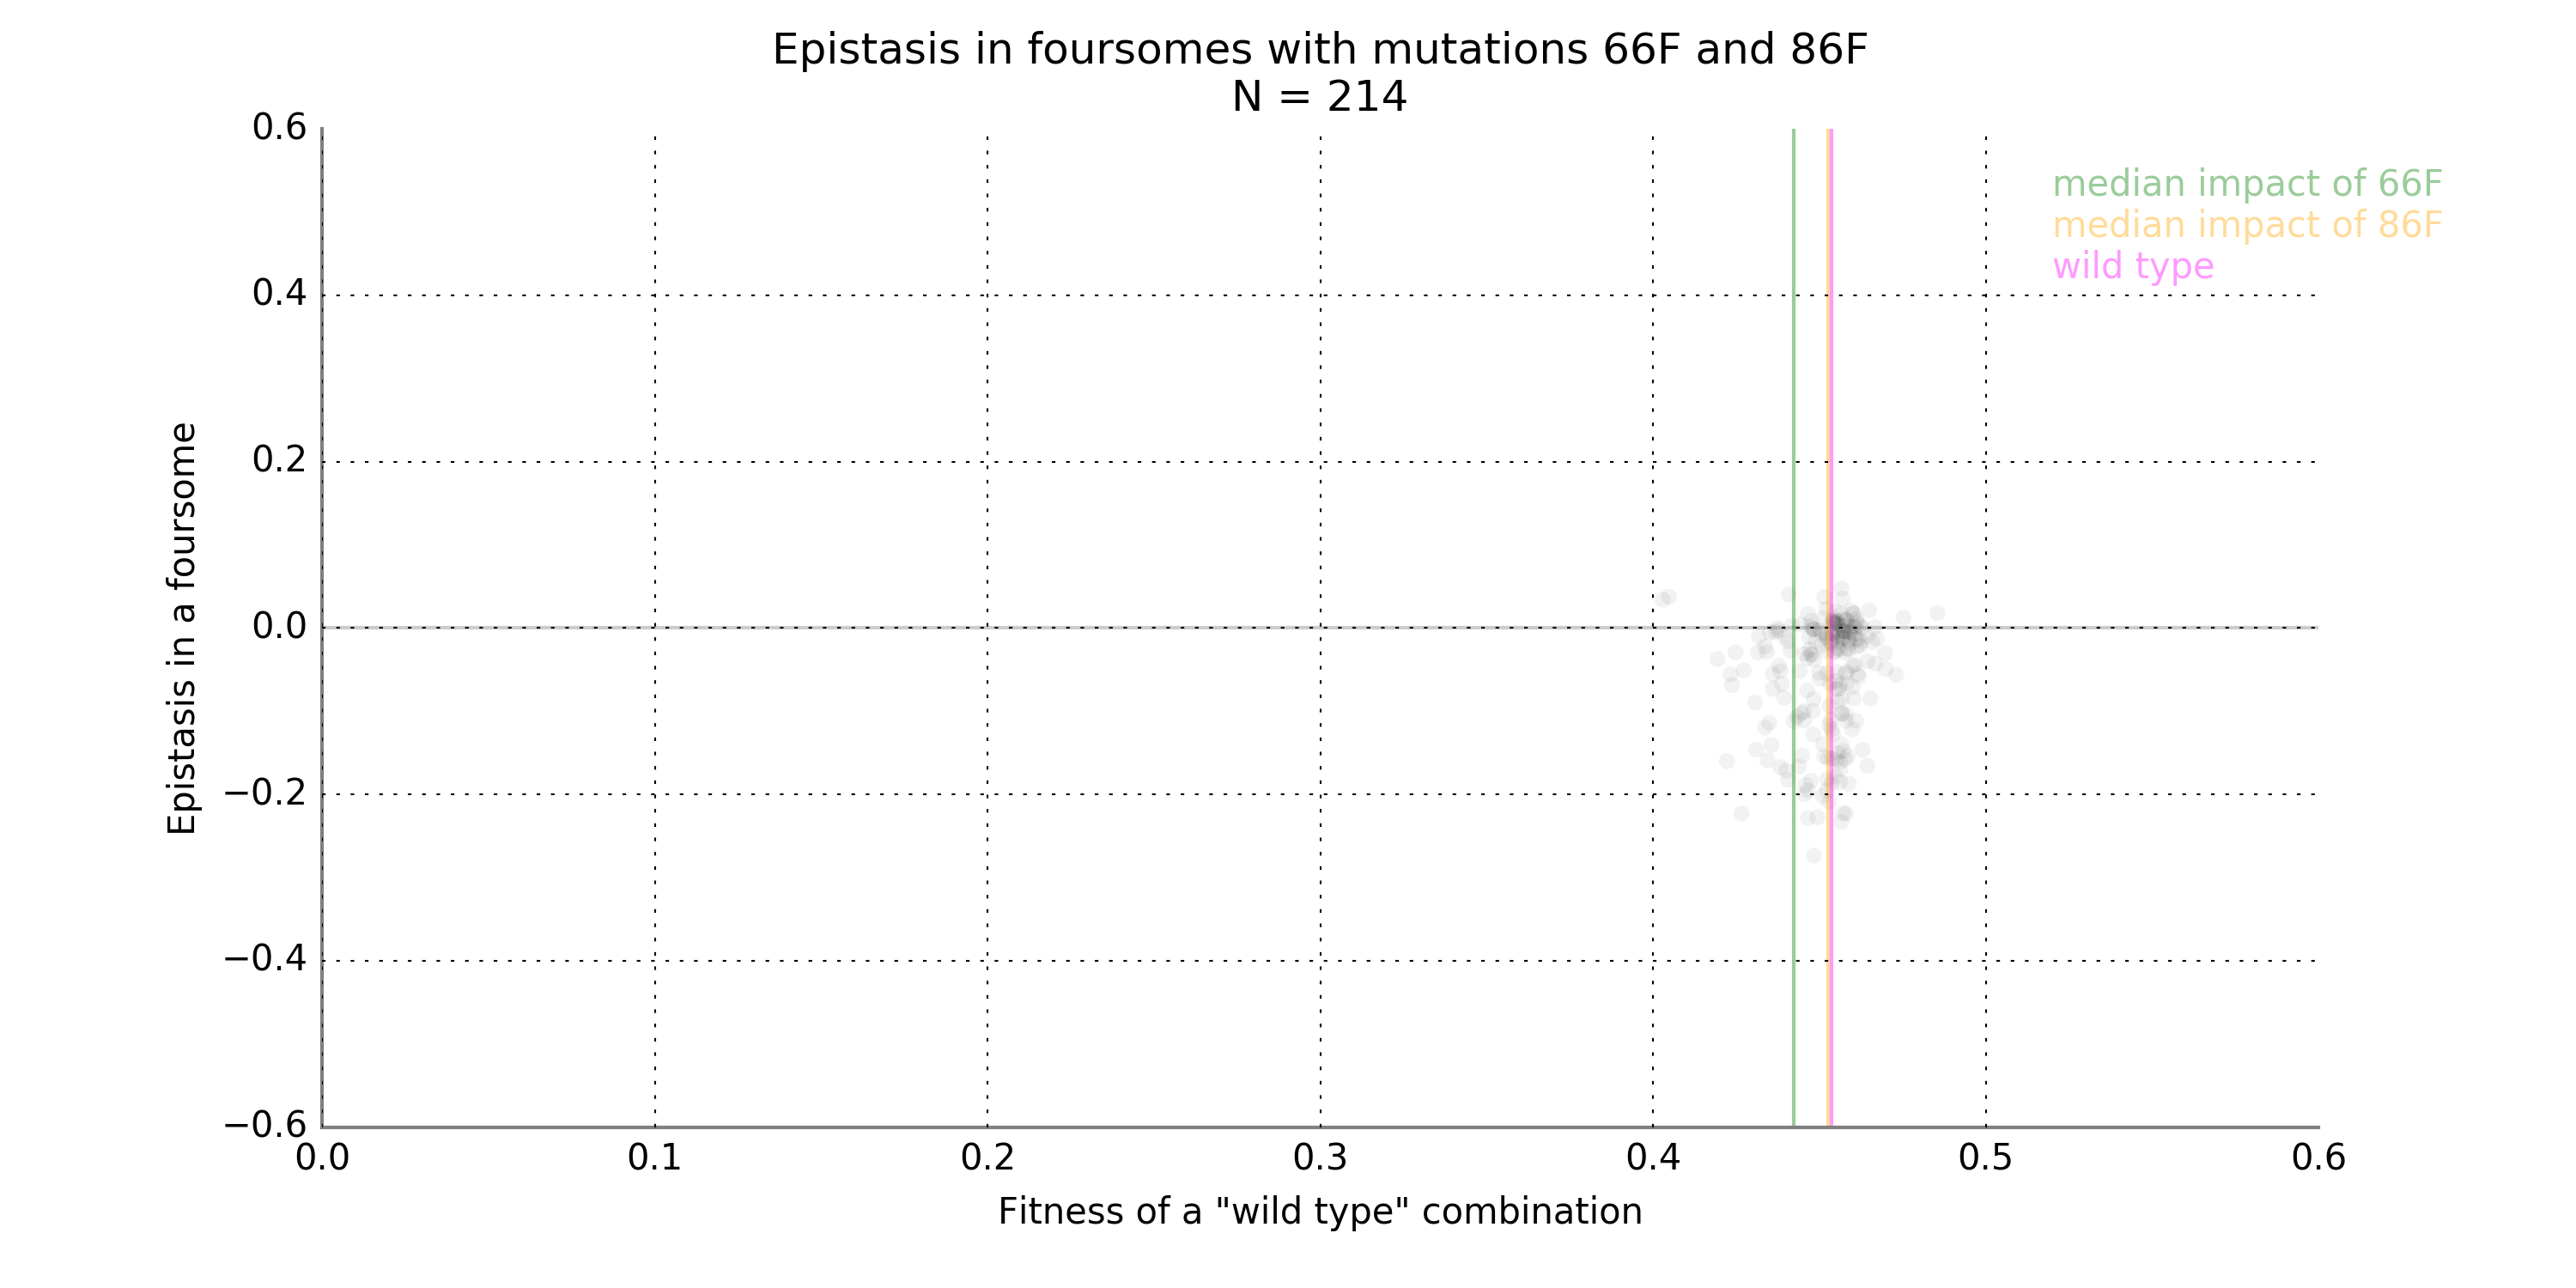 Epistasis in foursomes with mutations 66F and 86F
N = 214
0.6
0.4
0.2
0.0
−0.2
−0.4
−0.6
Epistasis in a foursome
median impact of 66F
median impact of 86F
wild type
0.0 0.1 0.2 0.3 0.4 0.5 0.6
Fitness of a "wild type" combination